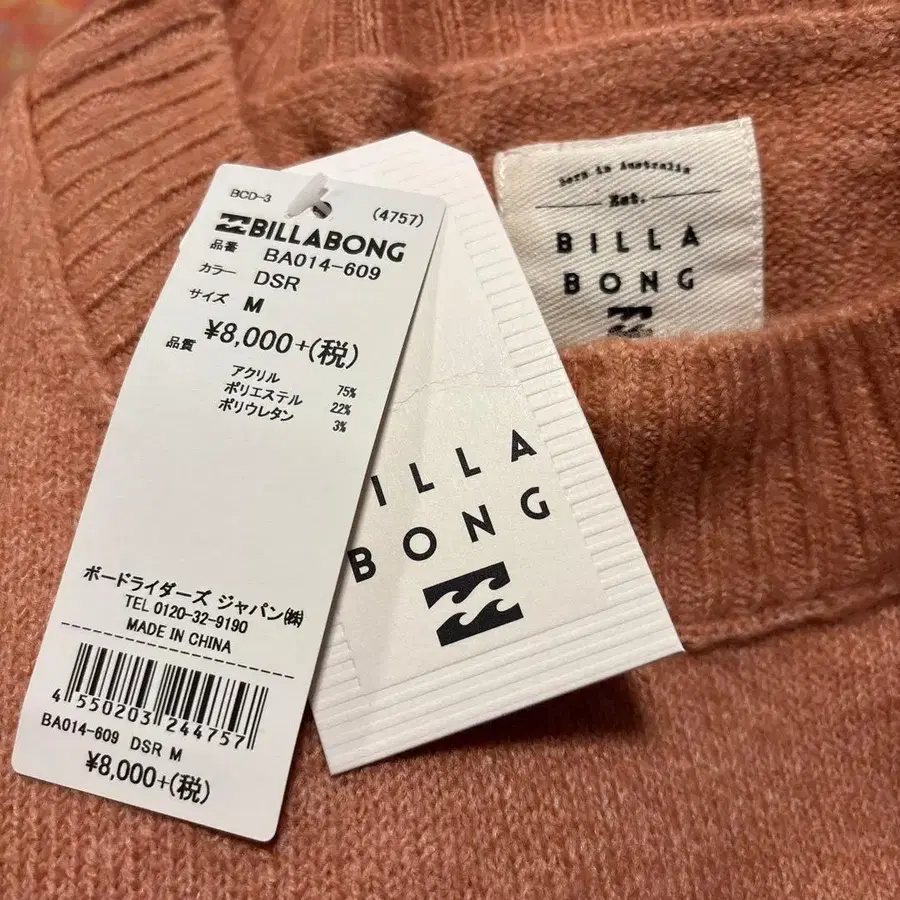 BCD-3
(4757)
BILLABONG
品番 BA014-609
カラー DSR
サイズ M
¥8,000+(税)
品質
アクリル 75%
ポリエステル 22%
ポリウレタン 3%
ボードライダーズ ジャパン㈱
TEL 0120-32-9190
MADE IN CHINA
4 550203 244757
BA014-609 DSR M
¥8,000+(税)
ILLA
BONG
Born in Australia
Est.
BILLA
BONG